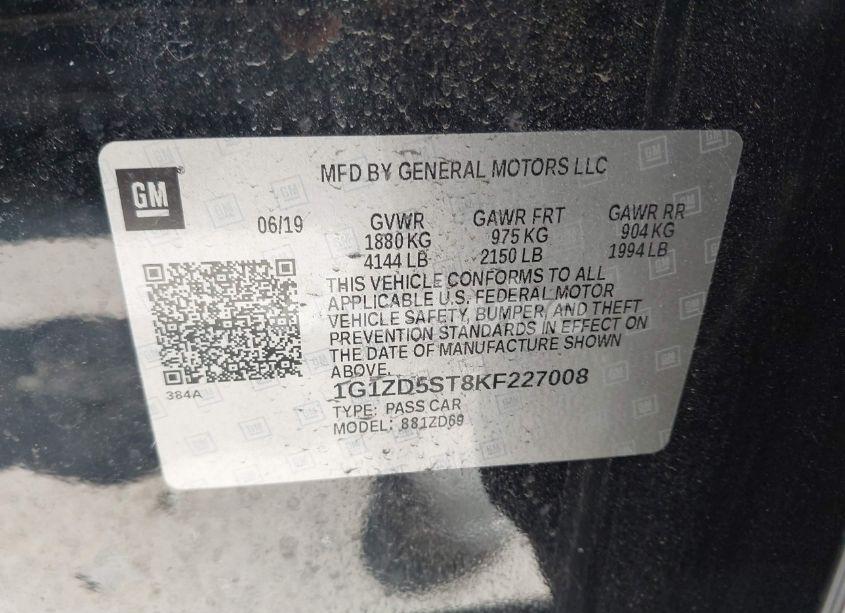 GM
MFD BY GENERAL MOTORS LLC
06/19
GVWR
1880 KG
4144 LB
GAWR FRT
975 KG
2150 LB
GAWR RR
904 KG
1994 LB
THIS VEHICLE CONFORMS TO ALL
APPLICABLE U.S. FEDERAL MOTOR
VEHICLE SAFETY, BUMPER, AND THEFT
PREVENTION STANDARDS IN EFFECT ON
THE DATE OF MANUFACTURE SHOWN
ABOVE.
384A
1G1ZD5ST8KF227008
TYPE: PASS CAR
MODEL: 881ZD69